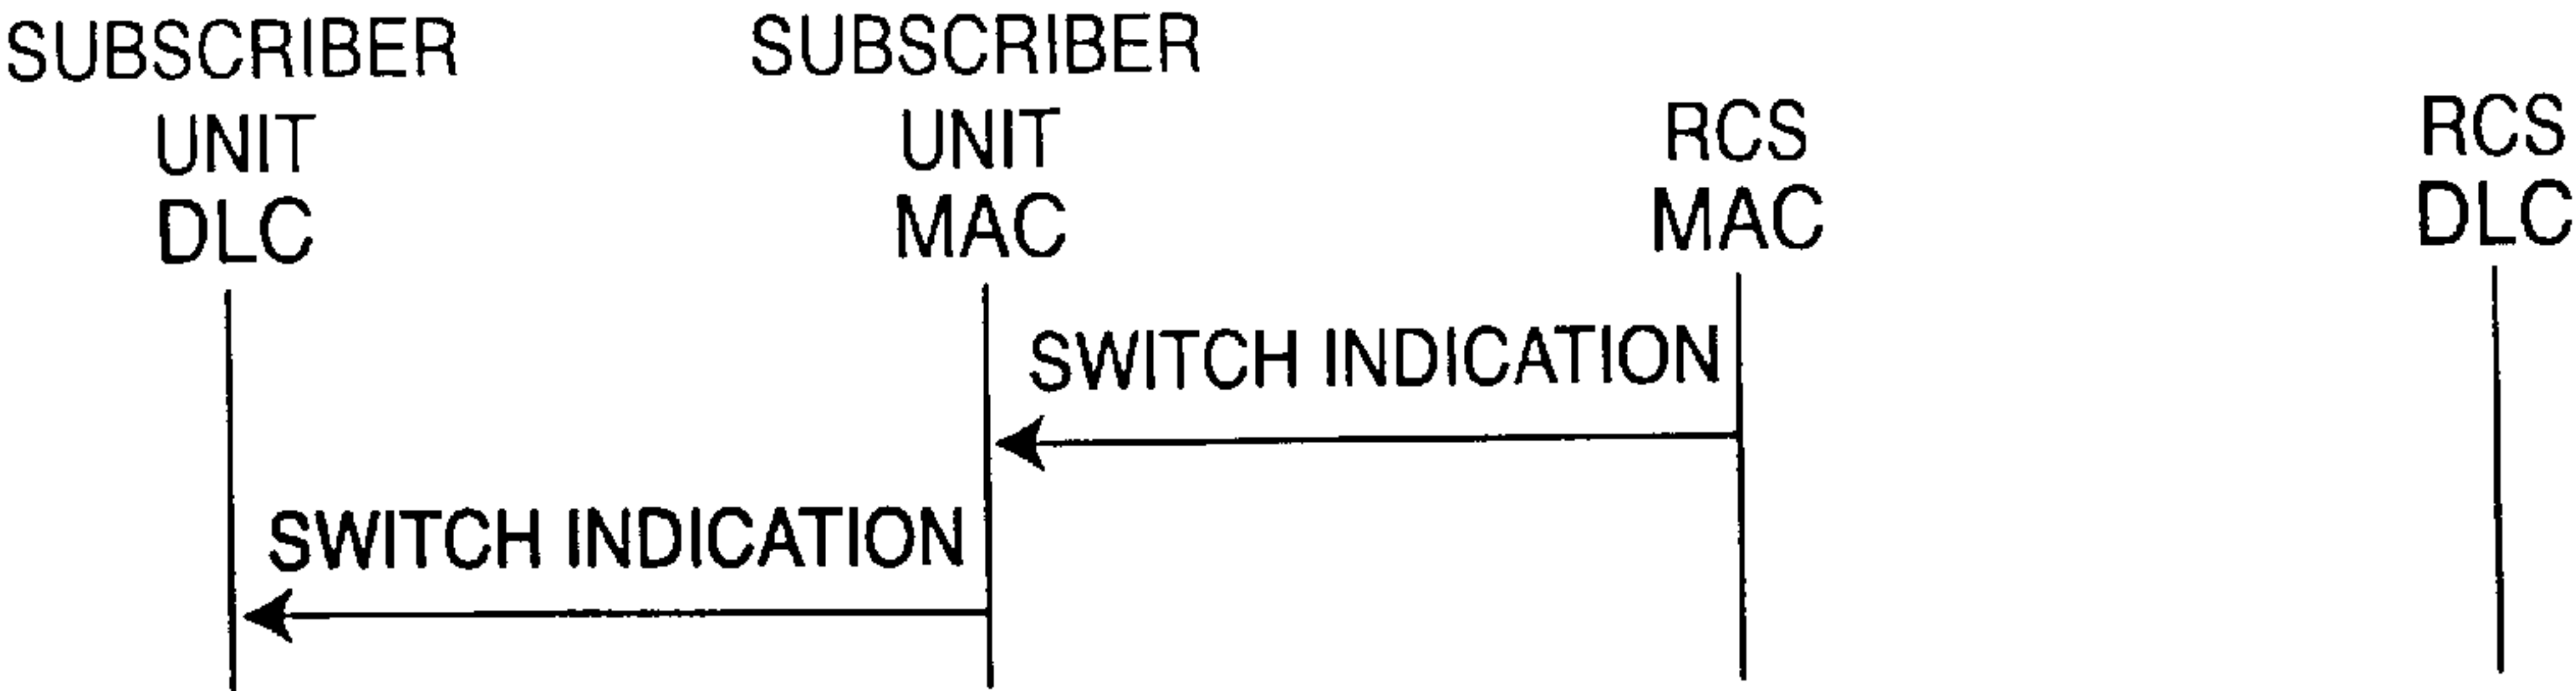 SUBSCRIBER
UNIT
DLC
SUBSCRIBER
UNIT
MAC
RCS
MAC
RCS
DLC
SWITCH INDICATION
SWITCH INDICATION